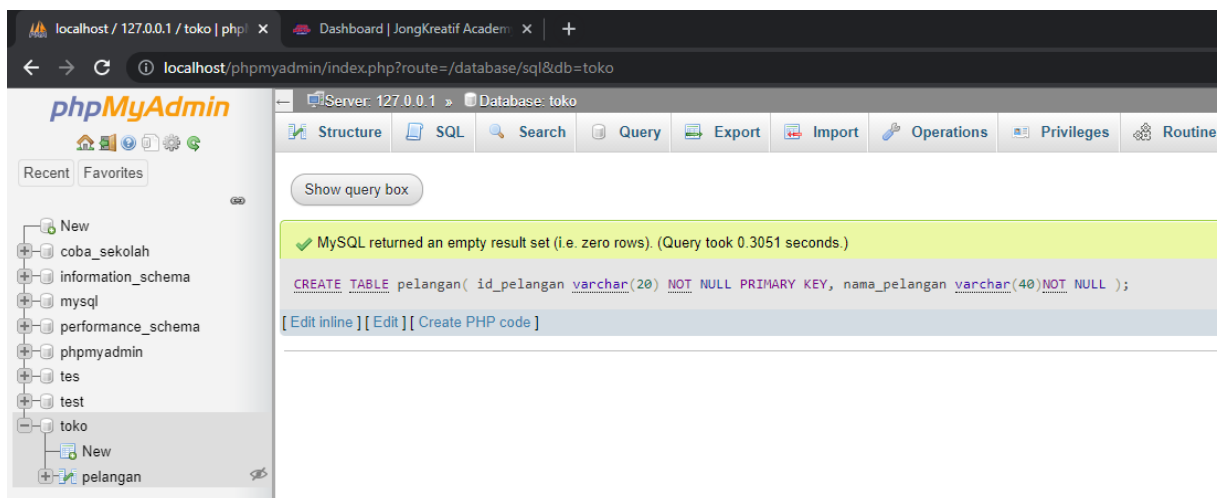 localhost / 127.0.0.1 / toko | php
Dashboard | JongKreatif Academ
localhost/phpmyadmin/index.php?route=/database/sql&db=toko
phpMyAdmin
Recent Favorites
New
coba_sekolah
information_schema
mysql
performance_schema
phpmyadmin
tes
test
toko
New
pelangan
Server: 127.0.0.1 » Database: toko
Structure SQL Search Query Export Import Operations Privileges Routine
Show query box
MySQL returned an empty result set (i.e. zero rows). (Query took 0.3051 seconds.)
CREATE TABLE pelangan( id_pelangan varchar(20) NOT NULL PRIMARY KEY, nama_pelangan varchar(40)NOT NULL );
[ Edit inline ] [ Edit ] [ Create PHP code ]